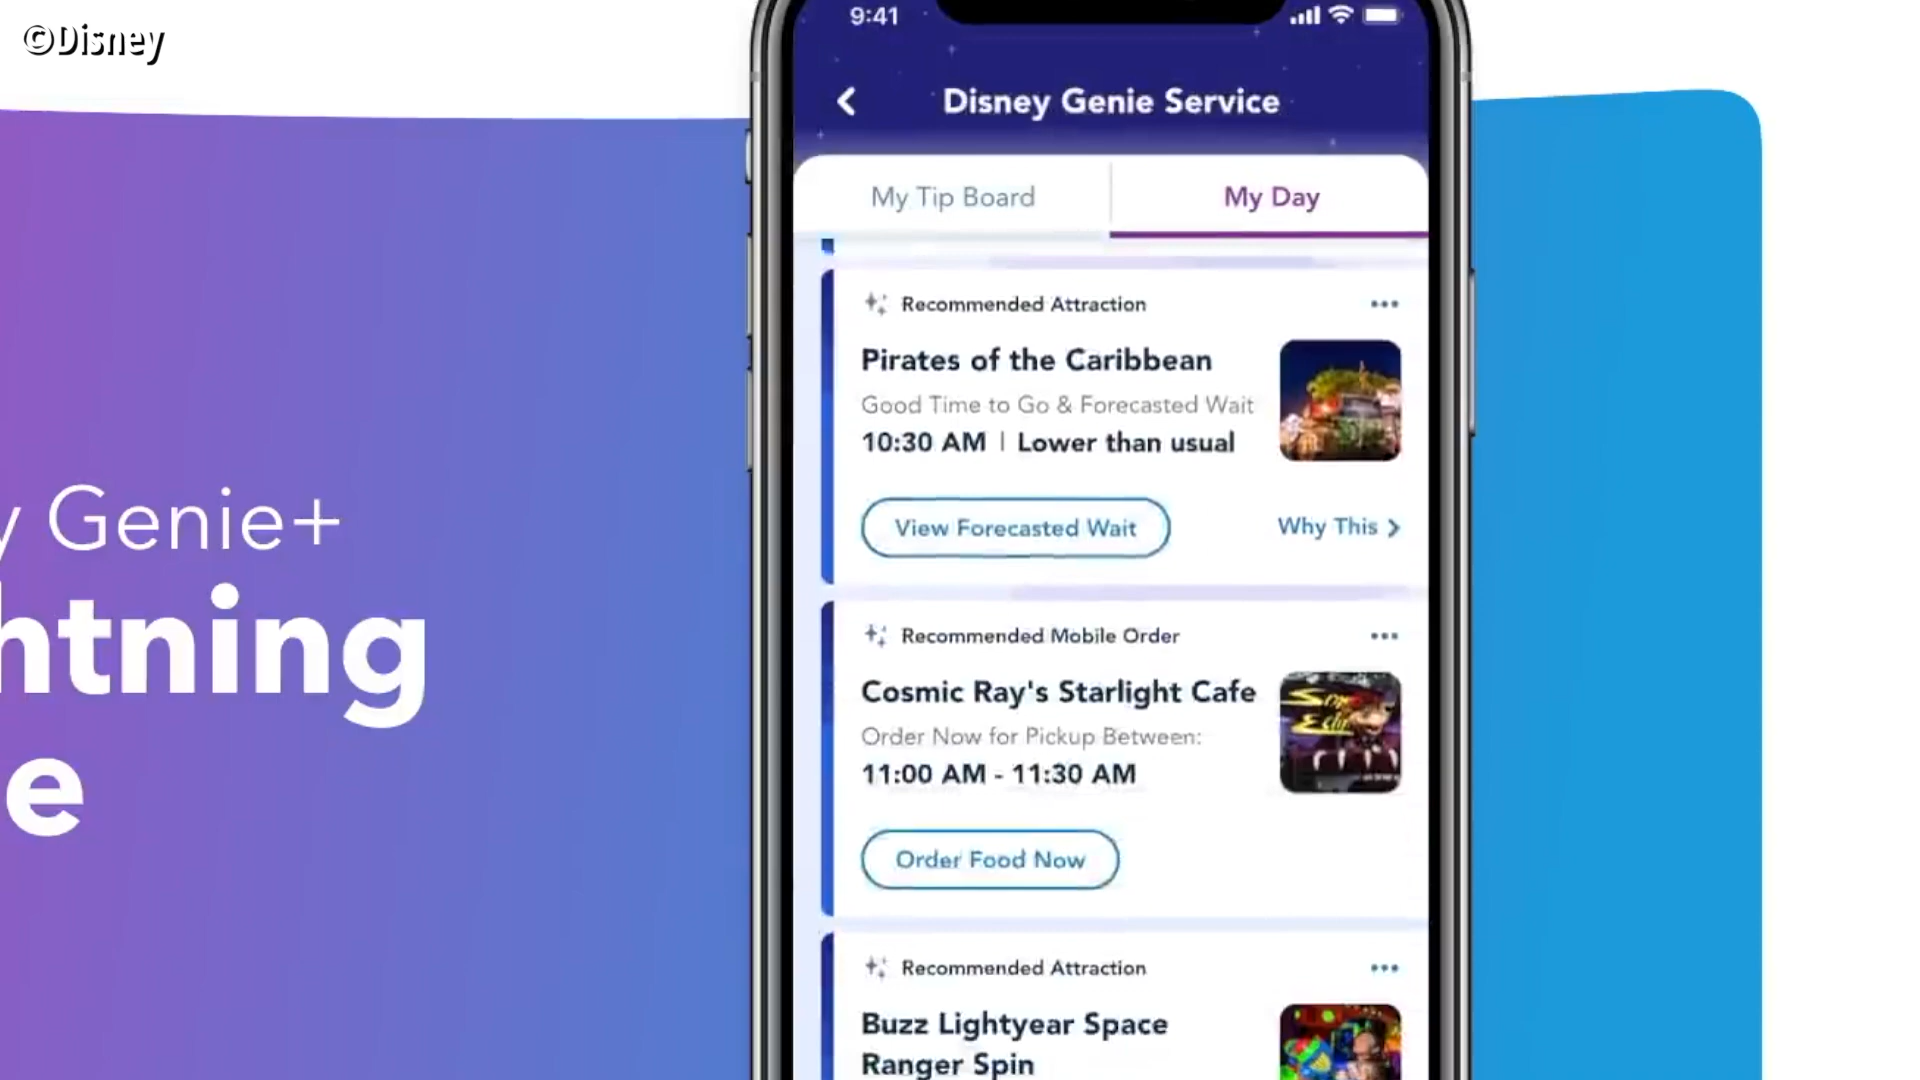 ©Disney
9:41
Disney Genie Service
My Tip Board
My Day
Recommended Attraction
Pirates of the Caribbean
Good Time to Go & Forecasted Wait
10:30 AM | Lower than usual
View Forecasted Wait
Why This
Recommended Mobile Order
Cosmic Ray's Starlight Cafe
Order Now for Pickup Between:
11:00 AM - 11:30 AM
Order Food Now
Recommended Attraction
Buzz Lightyear Space
Ranger Spin
y Genie+
htning
e